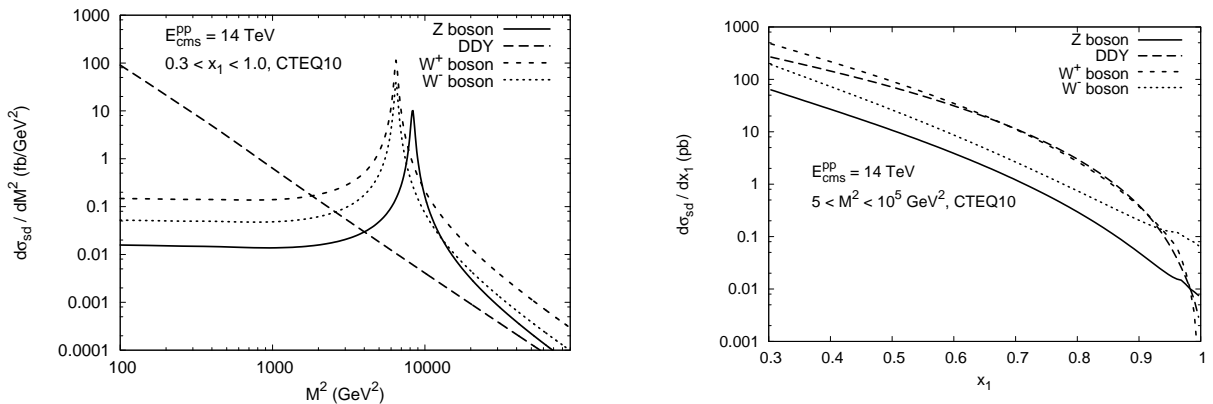 E^pp_cms = 14 TeV
0.3 < x_1 < 1.0, CTEQ10
Z boson
DDY
W^+ boson
W^- boson
100
10
1
0.1
0.01
0.001
0.0001
dσ_sd / dM^2 (fb/GeV^2)
100
1000
10000
M^2 (GeV^2)
Z boson
DDY
W^+ boson
W^- boson
1000
100
10
1
0.1
0.01
0.001
dσ_sd / dx_1 (pb)
E^pp_cms = 14 TeV
5 < M^2 < 10^5 GeV^2, CTEQ10
0.3
0.4
0.5
0.6
0.7
0.8
0.9
1
x_1